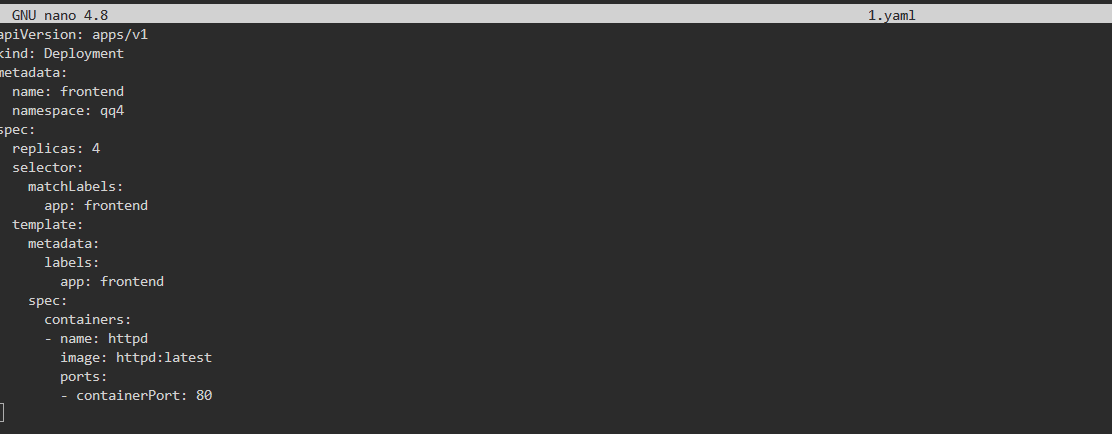 GNU nano 4.8 1.yaml
apiVersion: apps/v1
kind: Deployment
metadata:
  name: frontend
  namespace: qq4
spec:
  replicas: 4
  selector:
    matchLabels:
      app: frontend
  template:
    metadata:
      labels:
        app: frontend
    spec:
      containers:
      - name: httpd
        image: httpd:latest
        ports:
        - containerPort: 80